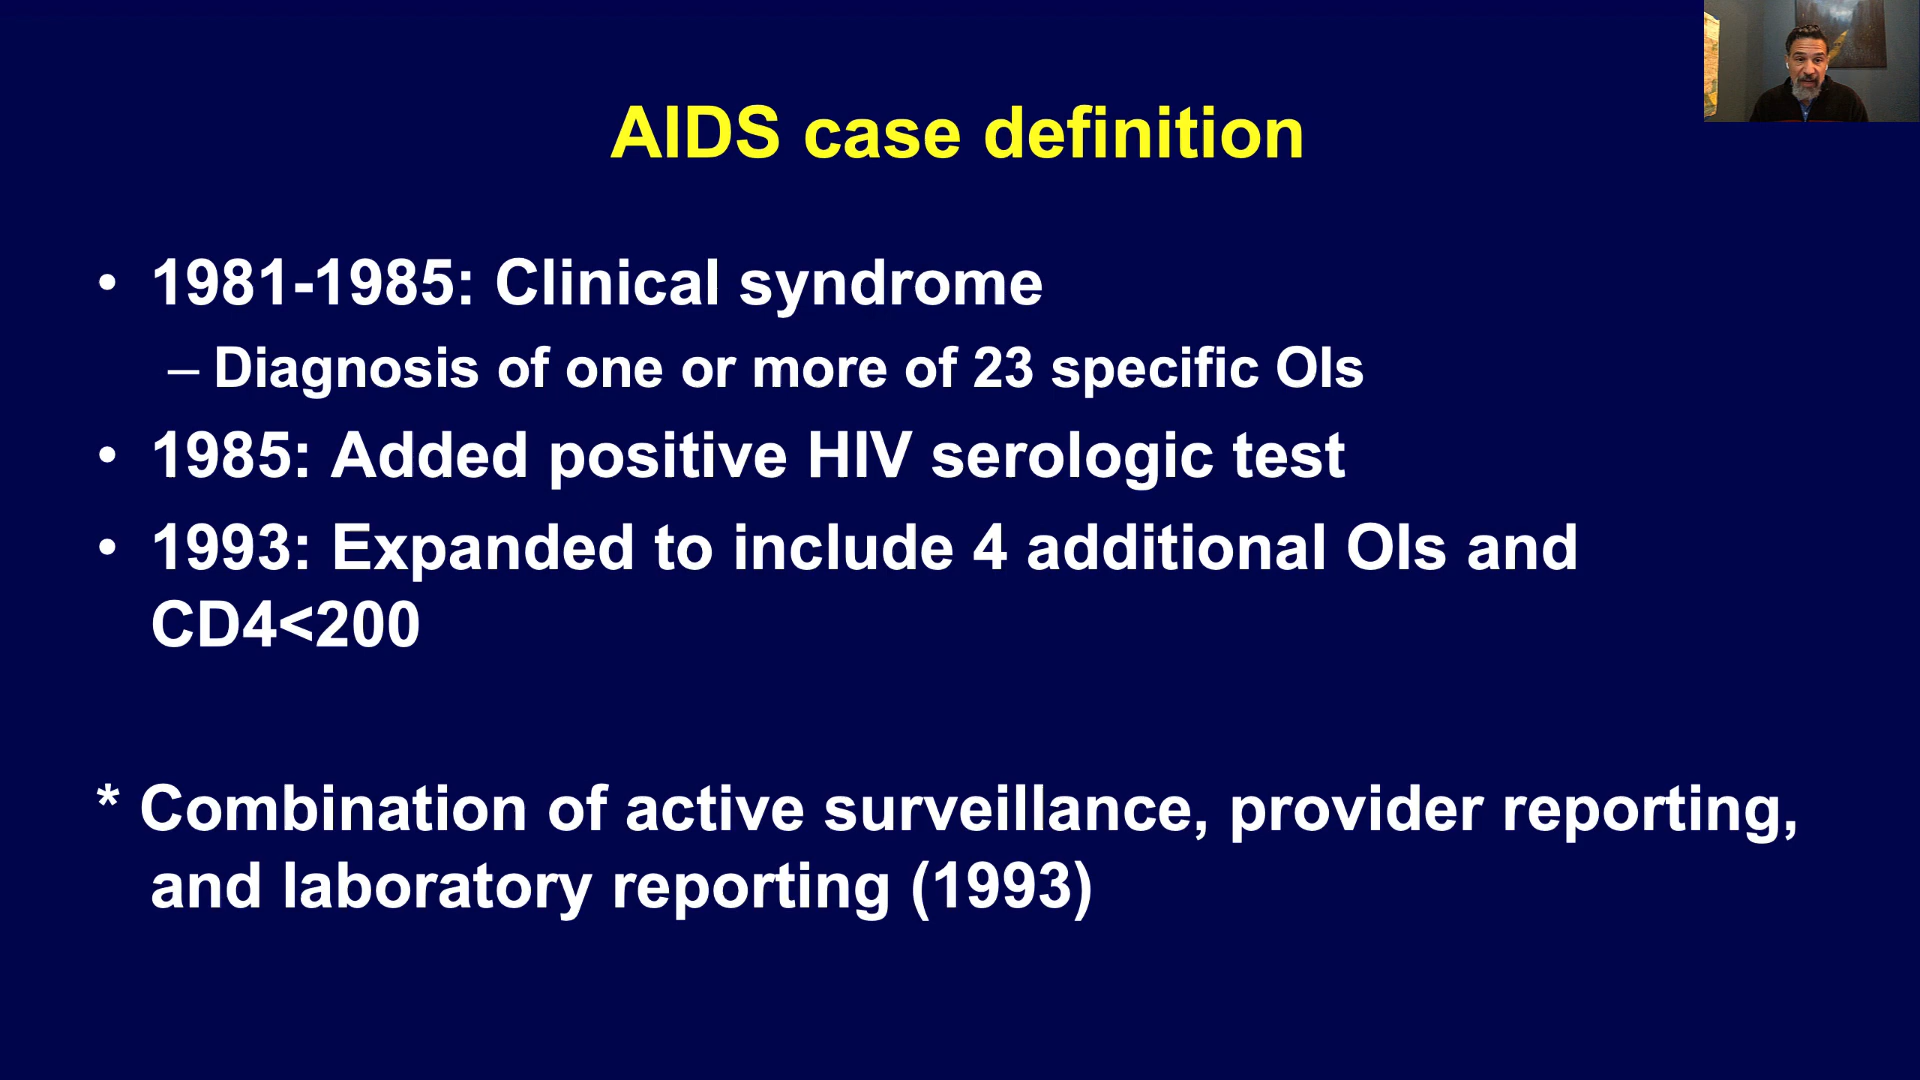 AIDS case definition
• 1981-1985: Clinical syndrome
– Diagnosis of one or more of 23 specific OIs
• 1985: Added positive HIV serologic test
• 1993: Expanded to include 4 additional OIs and
CD4<200
* Combination of active surveillance, provider reporting,
and laboratory reporting (1993)